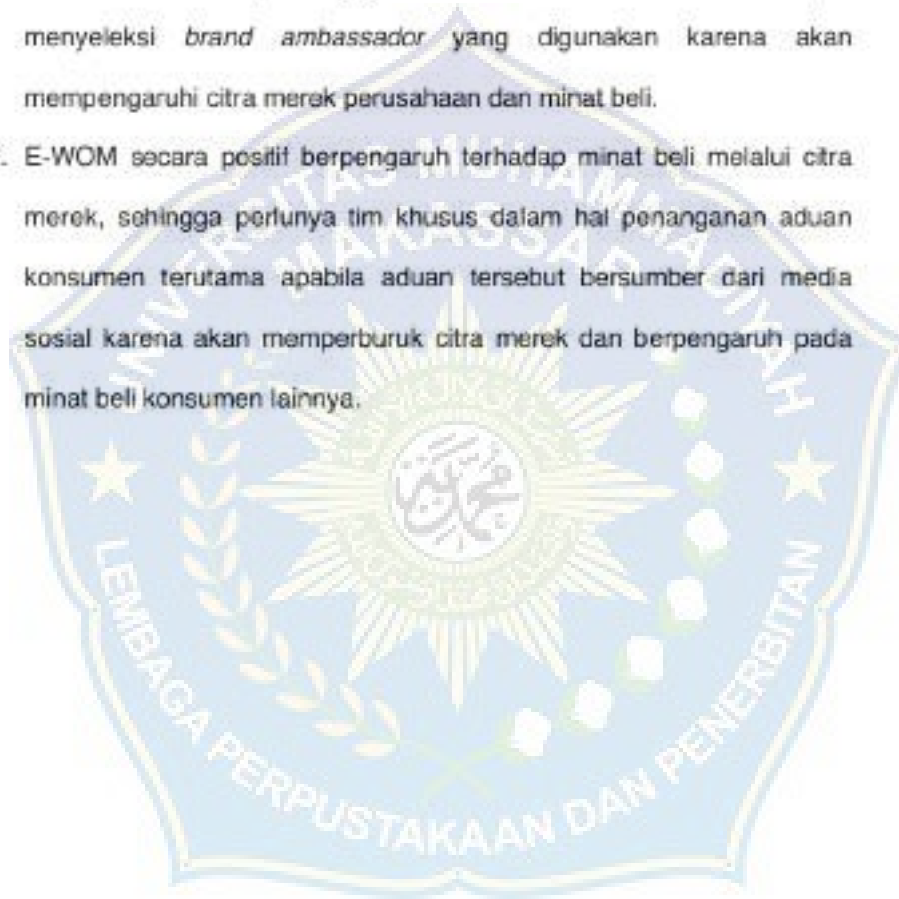 menyeleksi brand ambassador yang digunakan karena akan
mempengaruhi citra merek perusahaan dan minat beli.
. E-WOM secara positif berpengaruh terhadap minat beli melalui citra
merek, sehingga perlunya tim khusus dalam hal penanganan aduan
konsumen terutama apabila aduan tersebut bersumber dari media
sosial karena akan memperburuk citra merek dan berpengaruh pada
minat beli konsumen lainnya.
UNIVERSITAS MUHAMMADIYAH
MAKASSAR
محمدية
LEMBAGA PERPUSTAKAAN DAN PENERBITAN